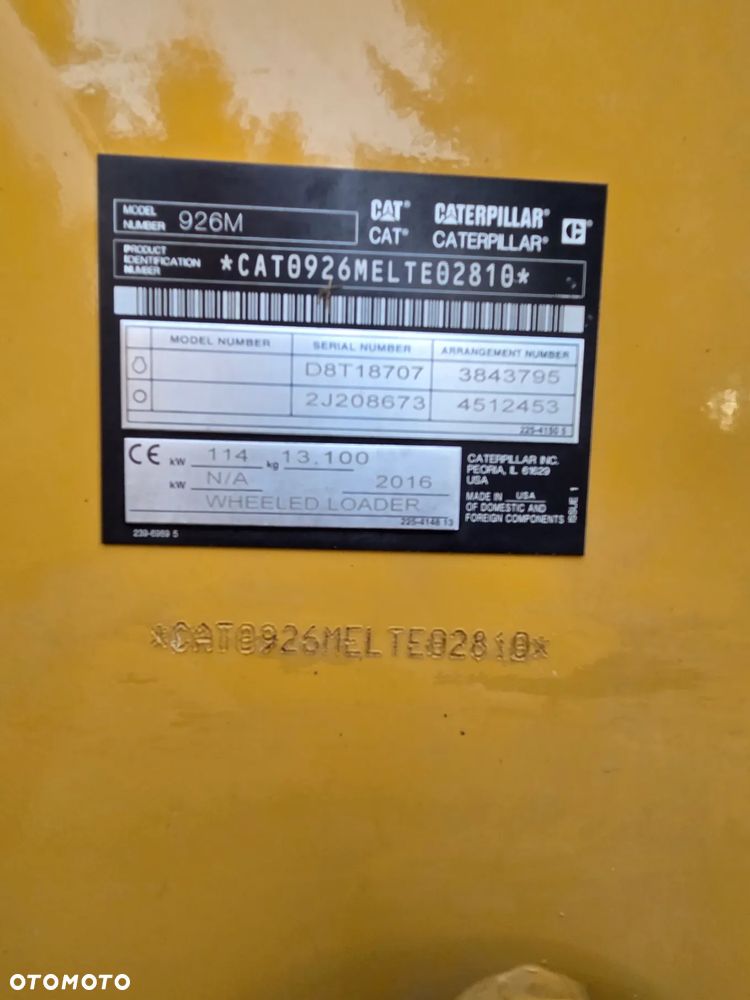 MODEL NUMBER 926M
CAT® CATERPILLAR®
CAT® CATERPILLAR®
PRODUCT IDENTIFICATION NUMBER *CAT0926MELTE02810*
MODEL NUMBER SERIAL NUMBER ARRANGEMENT NUMBER
D8T18707 3843795
2J208673 4512453
225-4150 5
CE kW 114 kg 13,100
kW N/A 2016
WHEELED LOADER
225-4148 13
CATERPILLAR INC.
PEORIA, IL 61629
USA
MADE IN USA
OF DOMESTIC AND
FOREIGN COMPONENTS
ISSUE 1
239-6969 5
*CAT0926MELTE02810*
OTOMOTO